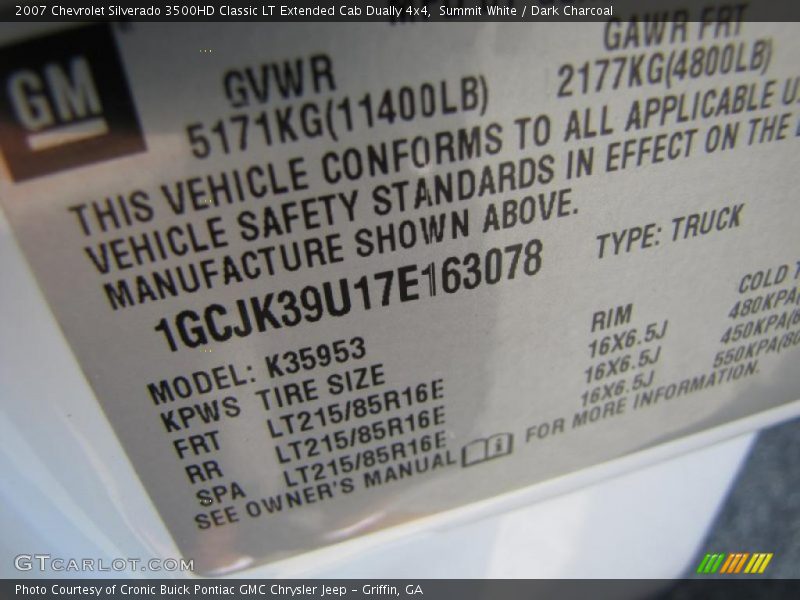 2007 Chevrolet Silverado 3500HD Classic LT Extended Cab Dually 4x4, Summit White / Dark Charcoal
GM
GVWR GAWR FRT
5171KG(11400LB) 2177KG(4800LB)
THIS VEHICLE CONFORMS TO ALL APPLICABLE
VEHICLE SAFETY STANDARDS IN EFFECT ON THE
MANUFACTURE SHOWN ABOVE.
1GCJK39U17E163078 TYPE: TRUCK
MODEL: K35953
KPWS TIRE SIZE RIM COLD
FRT LT215/85R16E 16X6.5J 480KPA
RR LT215/85R16E 16X6.5J 450KPA
SPA LT215/85R16E 16X6.5J 550KPA(80
SEE OWNER'S MANUAL FOR MORE INFORMATION.
GTCARLOT.COM
Photo Courtesy of Cronic Buick Pontiac GMC Chrysler Jeep - Griffin, GA